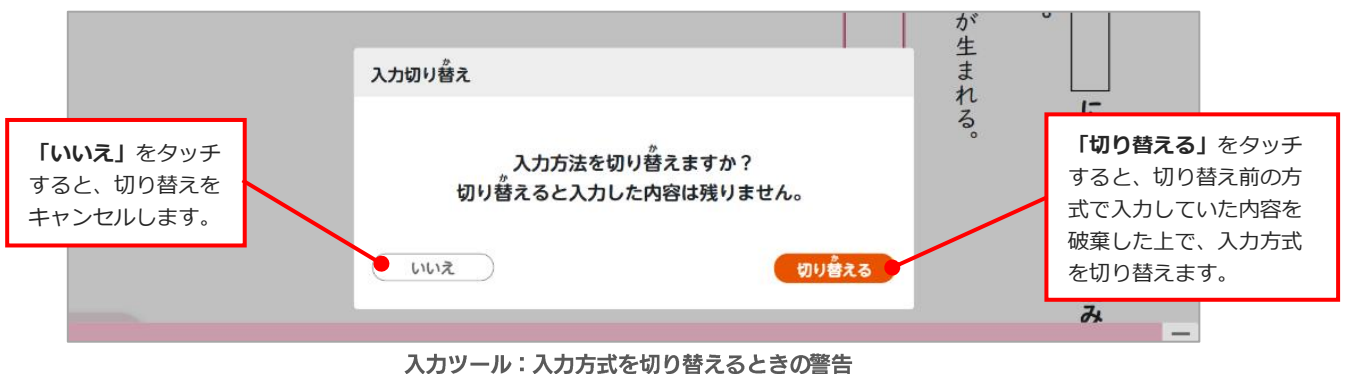 入力切り替え
か
入力方法を切り替えますか？
か
切り替えると入力した内容は残りません。
か
いいえ
切り替える
か
「いいえ」をタッチ
すると、切り替えを
キャンセルします。
「切り替える」をタッチ
すると、切り替え前の方
式で入力していた内容を
破棄した上で、入力方式
を切り替えます。
に
み
。
が生まれる。
入力ツール：入力方式を切り替えるときの警告